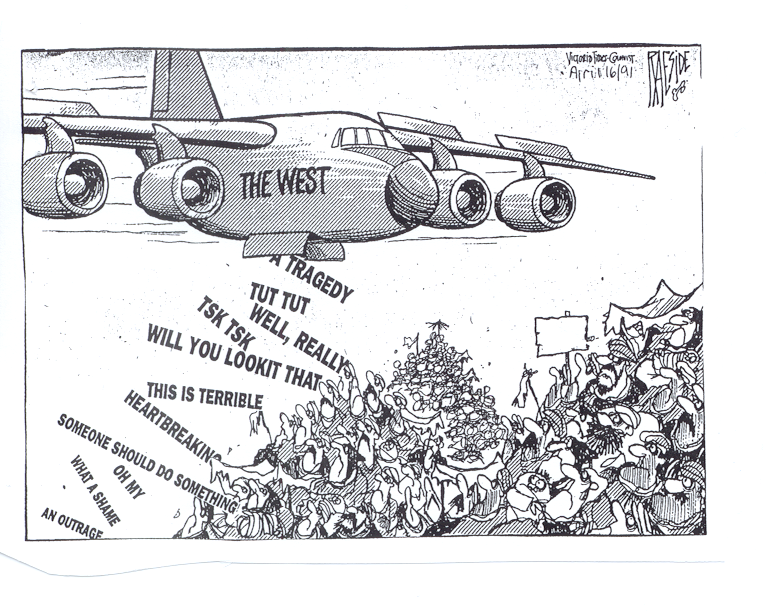 VICTORIA TIMES-COLONIST
April 16/91
RAESIDE
THE WEST
A TRAGEDY
TUT TUT
WELL, REALLY
TSK TSK
WILL YOU LOOKIT THAT
THIS IS TERRIBLE
HEARTBREAKING
SOMEONE SHOULD DO SOMETHING
OH MY
WHAT A SHAME
AN OUTRAGE